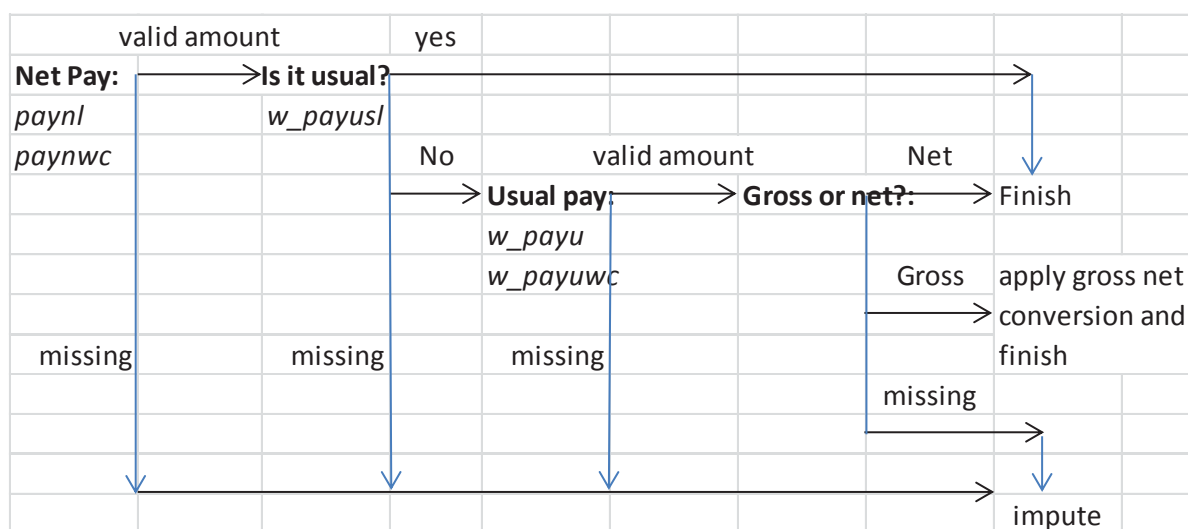 valid amount yes
Net Pay: Is it usual?
paynl w_payusl
paynwc No valid amount Net
Usual pay: Gross or net?: Finish
w_payu
w_payuwc Gross apply gross net
conversion and
missing missing missing finish
missing
impute